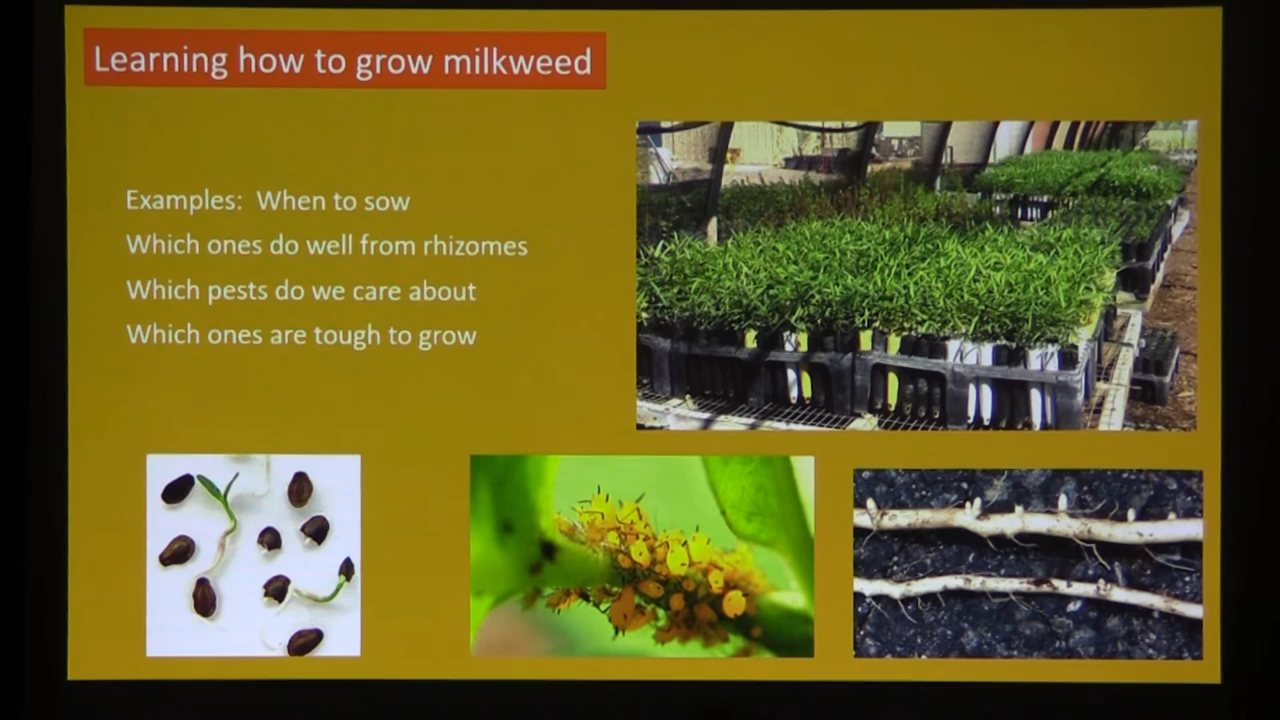 Learning how to grow milkweed
Examples: When to sow
Which ones do well from rhizomes
Which pests do we care about
Which ones are tough to grow